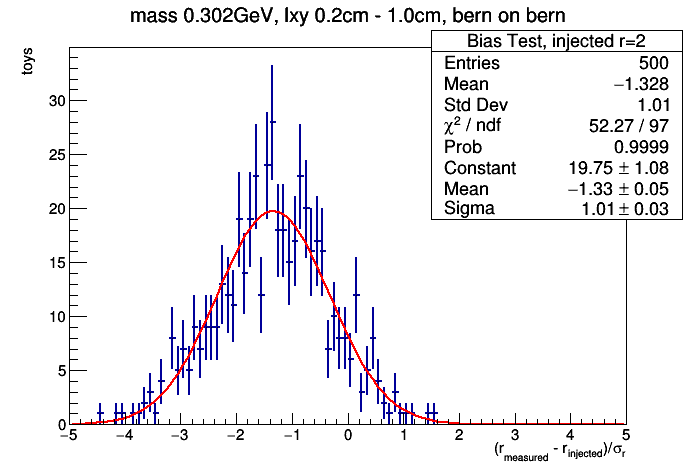 mass 0.302GeV, lxy 0.2cm - 1.0cm, bern on bern
Bias Test, injected r=2
Entries 500
Mean −1.328
Std Dev 1.01
χ² / ndf 52.27 / 97
Prob 0.9999
Constant 19.75 ± 1.08
Mean −1.33 ± 0.05
Sigma 1.01 ± 0.03
toys
30
25
20
15
10
5
0
−5 −4 −3 −2 −1 0 1 2 3 4 5
(r_measured - r_injected)/σ_r